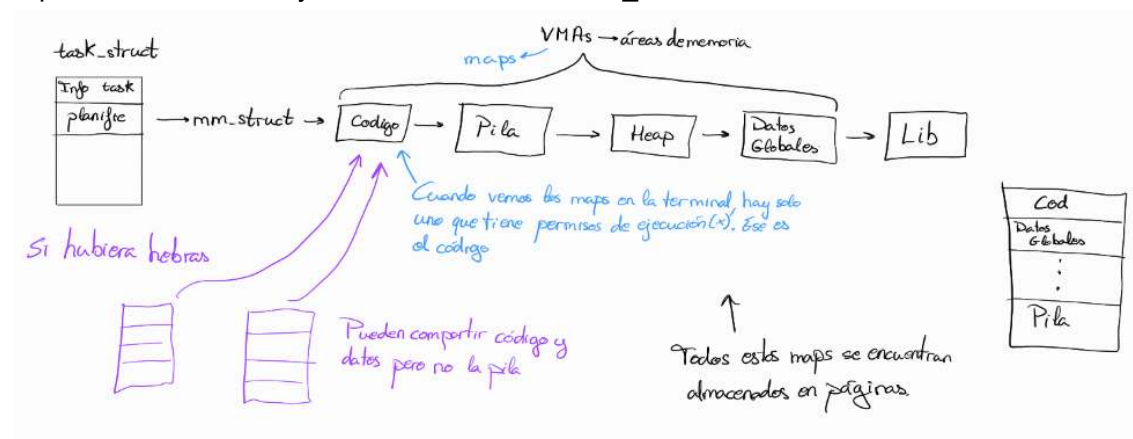 VMAs → áreas de memoria
maps
task_struct
Info task
planific
→ mm_struct →
Codigo
Pila
Heap
Datos
Globales
Lib
Cuando vemos los maps en la terminal, hay solo
uno que tiene permisos de ejecución (x). Ese es
el código
Si hubiera hebras
Pueden compartir código y
datos pero no la pila
Todos estos maps se encuentran
almacenados en páginas.
Cod
Datos
Globales
Pila